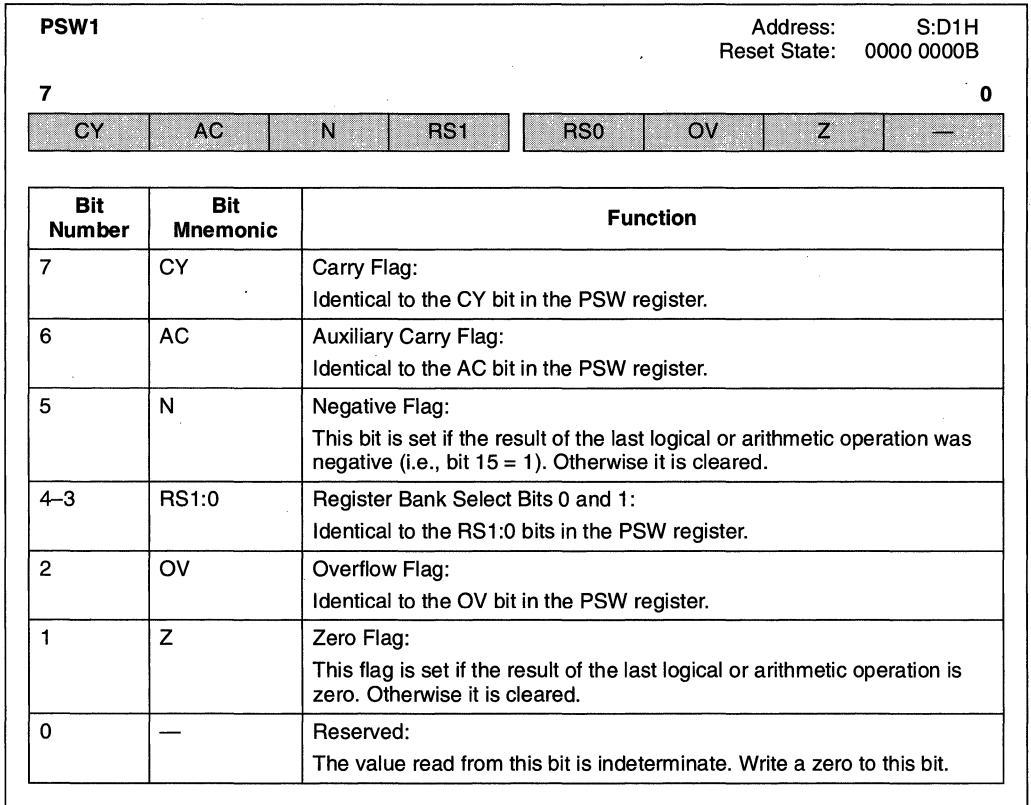 PSW1 Address: S:D1H
Reset State: 0000 0000B
7 0
CY AC N RS1 RS0 OV Z —
Bit Number Bit Mnemonic Function
7 CY Carry Flag:
Identical to the CY bit in the PSW register.
6 AC Auxiliary Carry Flag:
Identical to the AC bit in the PSW register.
5 N Negative Flag:
This bit is set if the result of the last logical or arithmetic operation was
negative (i.e., bit 15 = 1). Otherwise it is cleared.
4–3 RS1:0 Register Bank Select Bits 0 and 1:
Identical to the RS1:0 bits in the PSW register.
2 OV Overflow Flag:
Identical to the OV bit in the PSW register.
1 Z Zero Flag:
This flag is set if the result of the last logical or arithmetic operation is
zero. Otherwise it is cleared.
0 — Reserved:
The value read from this bit is indeterminate. Write a zero to this bit.